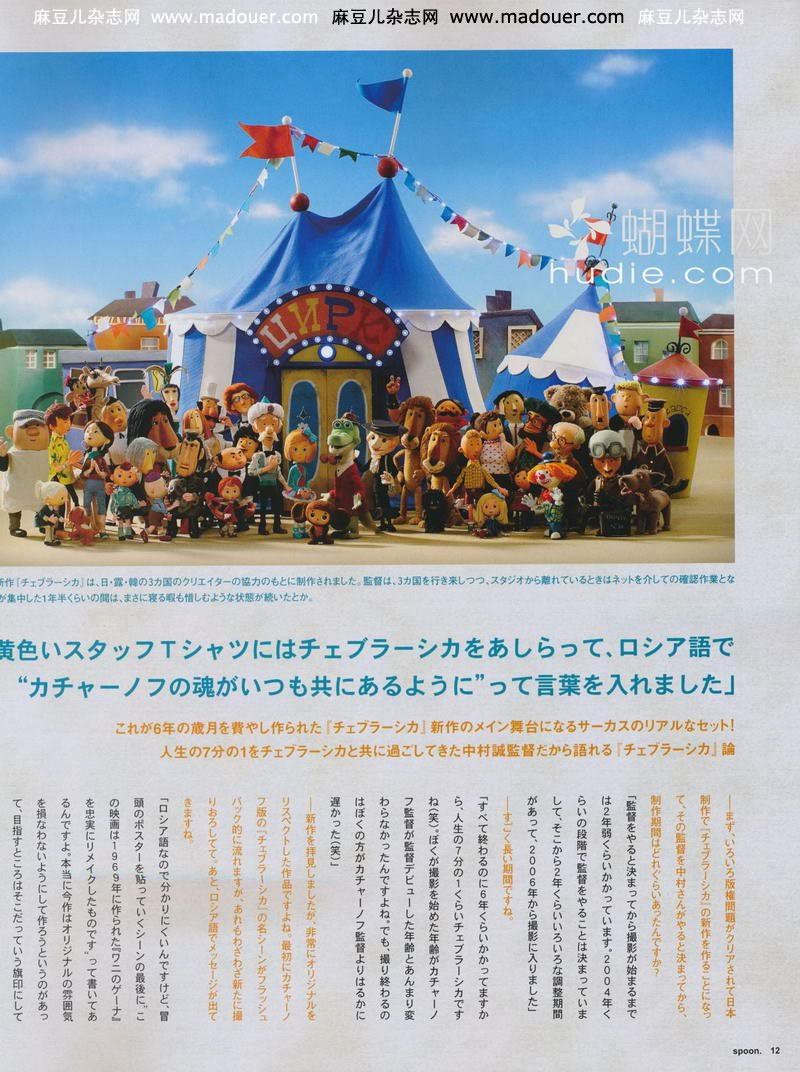 麻豆儿杂志网 www.madouer.com 麻豆儿杂志网 www.madouer.com 麻豆儿杂志网
蝴蝶网
hudie.com
ЦИРК
新作『チェブラーシカ』は、日・露・韓の3カ国のクリエイターの協力のもとに制作されました。監督は、3カ国を行き来しつつ、スタジオから離れているときはネットを介しての確認作業とな
が集中した1年半くらいの間は、まさに寝る暇も惜しむような状態が続いたとか。
黄色いスタッフTシャツにはチェブラーシカをあしらって、ロシア語で
“カチャーノフの魂がいつも共にあるように”って言葉を入れました」
これが6年の歳月を費やし作られた『チェブラーシカ』新作のメイン舞台になるサーカスのリアルなセット!
人生の7分の1をチェブラーシカと共に過ごしてきた中村誠監督だから語れる『チェブラーシカ』論
―まず、いろいろ版権問題がクリアされて日本
制作で『チェブラーシカ』の新作を作ることになっ
て、その監督を中村さんがやると決まってから、
制作期間はどれぐらいあったんですか?
「監督をやると決まってから撮影が始まるまで
は2年弱くらいかかっています。2004年く
らいの段階で監督をやることは決まっていま
して、そこから2年くらいいろいろな調整期間
があって、2006年から撮影に入りました」
―すごく長い期間ですね。
「すべて終わるのに6年くらいかかってますか
ら、人生の7分の1くらいチェブラーシカです
ね(笑)。ぼくが撮影を始めた年齢がカチャーノ
フ監督が監督デビューした年齢とあんまり変
わらなかったんですよね。でも、撮り終わるの
はぼくの方がカチャーノフ監督よりはるかに
遅かった(笑)」
―新作を拝見しましたが、非常にオリジナルを
リスペクトした作品ですよね。最初にカチャーノ
フ版の『チェブラーシカ』の名シーンがフラッシュ
バック的に流れますが、あれもわざわざ新たに撮
りおろしてて。あと、ロシア語でメッセージが出て
きますね。
「ロシア語なので分かりにくいんですけど、冒
頭のポスターを貼っていくシーンの最後に〝こ
の映画は1969年に作られた『ワニのゲーナ』
を忠実にリメイクしたものです〟って書いてあ
るんですよ。本当に今作はオリジナルの雰囲気
を損なわないようにして作ろうというのがあっ
て、目指すところはそこだっていう旗印にして
spoon. 12